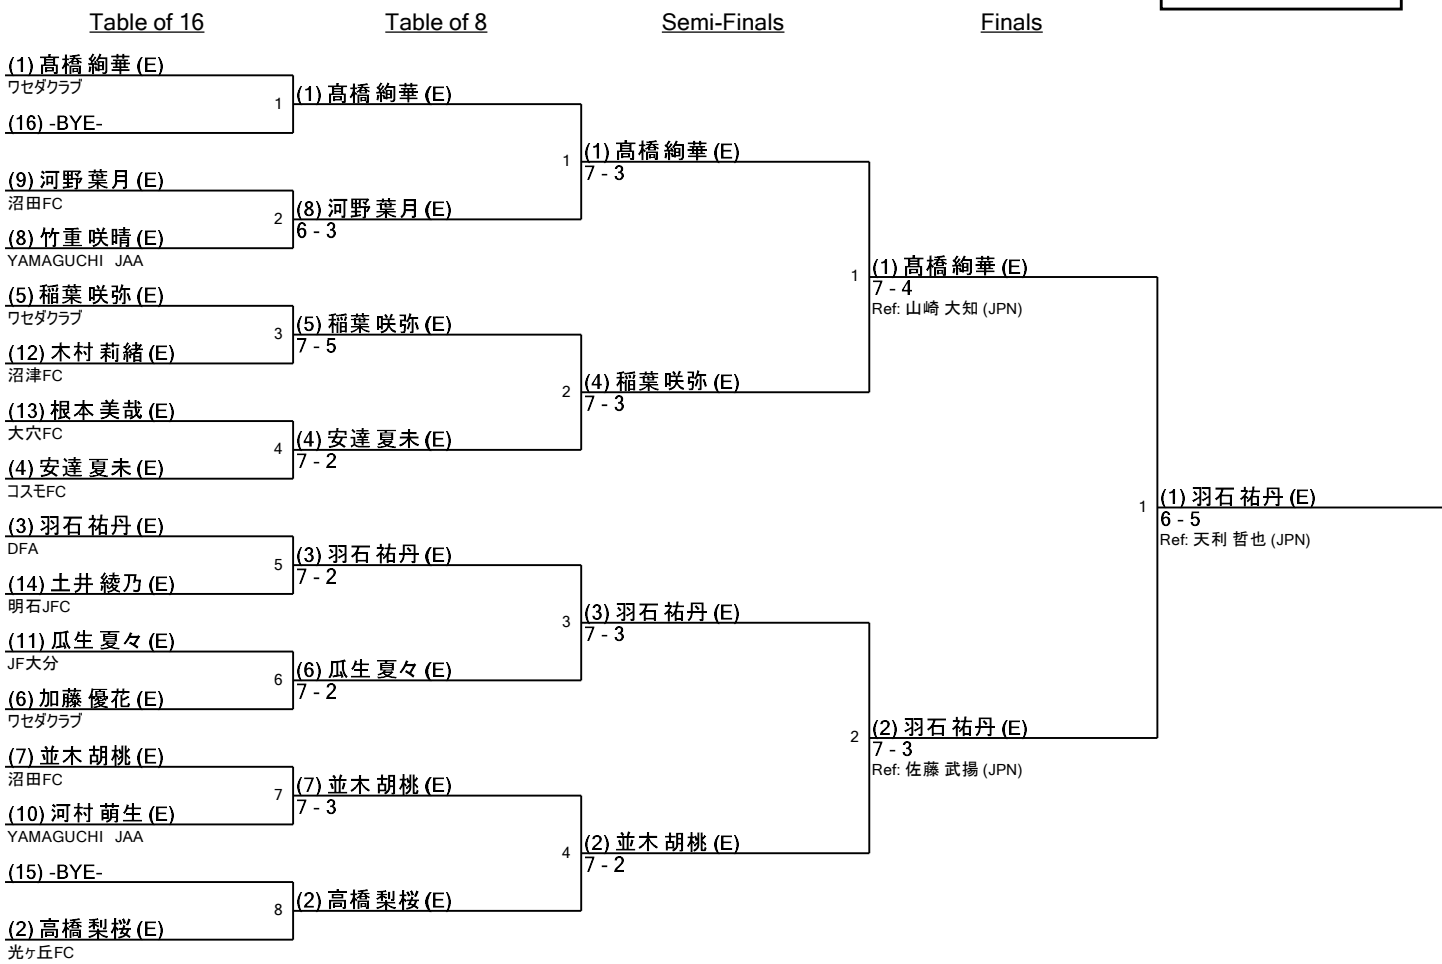 Table of 16
Table of 8
Semi-Finals
Finals
(1)髙橋 絢華 (E)
ワセダクラブ
1
(16) -BYE-
(9) 河野 葉月 (E)
沼田FC
2
(8) 竹重 咲晴 (E)
YAMAGUCHI JAA
(5) 稲葉 咲弥 (E)
ワセダクラブ
3
(12) 木村 莉緒 (E)
沼津FC
(13) 根本 美哉 (E)
大穴FC
4
(4) 安達 夏未 (E)
コスモFC
(3) 羽石 祐丹 (E)
DFA
5
(14) 土井 綾乃 (E)
明石JFC
(11) 瓜生 夏々 (E)
JF大分
6
(6) 加藤 優花 (E)
ワセダクラブ
(7) 並木 胡桃 (E)
沼田FC
7
(10) 河村 萌生 (E)
YAMAGUCHI JAA
(15) -BYE-
8
(2) 高橋 梨桜 (E)
光ヶ丘FC
(1) 髙橋 絢華 (E)
1
(8) 河野 葉月 (E)
6 - 3
(5) 稲葉 咲弥 (E)
7 - 5
2
(4) 安達 夏未 (E)
7 - 2
(3) 羽石 祐丹 (E)
7 - 2
3
(6) 瓜生 夏々 (E)
7 - 2
(7) 並木 胡桃 (E)
7 - 3
4
(2) 高橋 梨桜 (E)
(1) 髙橋 絢華 (E)
7 - 3
1
(4) 稲葉 咲弥 (E)
7 - 3
(3) 羽石 祐丹 (E)
7 - 3
2
(2) 並木 胡桃 (E)
7 - 2
(1) 髙橋 絢華 (E)
7 - 4
Ref: 山崎 大知 (JPN)
1
(2) 羽石 祐丹 (E)
7 - 3
Ref: 佐藤 武揚 (JPN)
(1) 羽石 祐丹 (E)
6 - 5
Ref: 天利 哲也 (JPN)